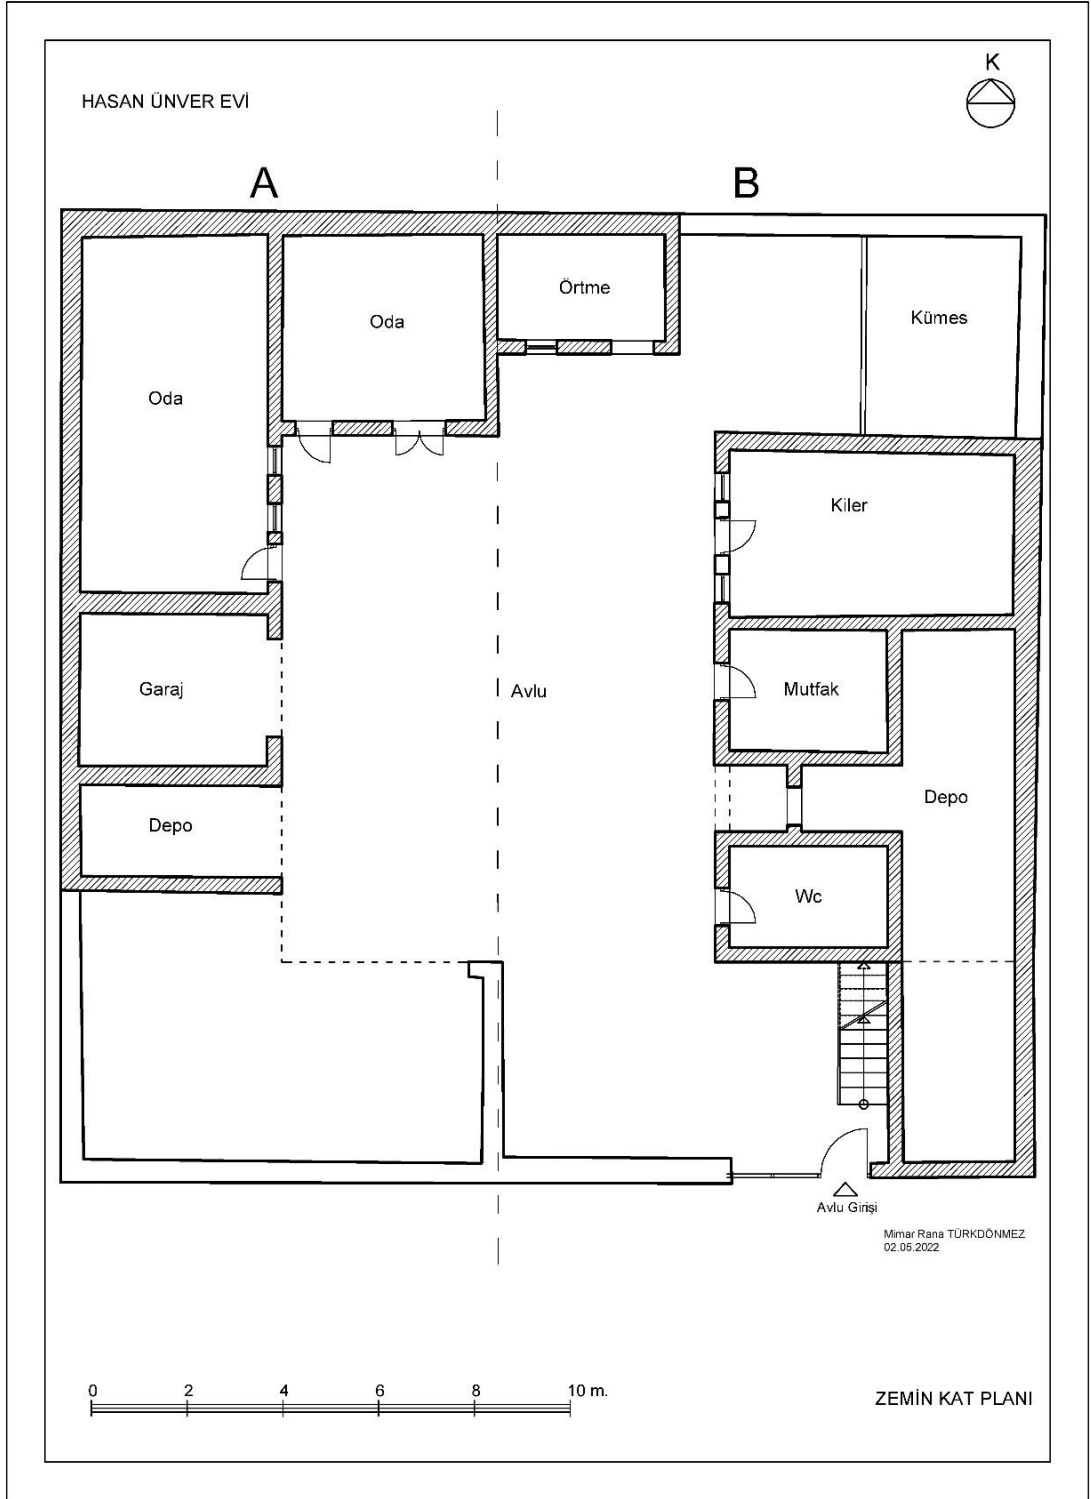 K
HASAN ÜNVER EVİ
A
B
Örtme
Oda
Kümes
Oda
Kiler
Garaj
Avlu
Mutfak
Depo
Depo
Wc
Avlu Girişi
Mimar Rana TÜRKDÖNMEZ
02.05.2022
0 2 4 6 8 10 m.
ZEMİN KAT PLANI